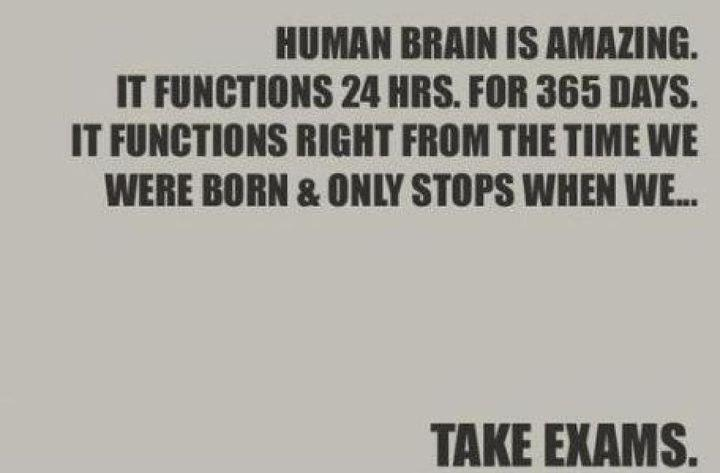 HUMAN BRAIN IS AMAZING.
IT FUNCTIONS 24 HRS. FOR 365 DAYS.
IT FUNCTIONS RIGHT FROM THE TIME WE
WERE BORN & ONLY STOPS WHEN WE...
TAKE EXAMS.